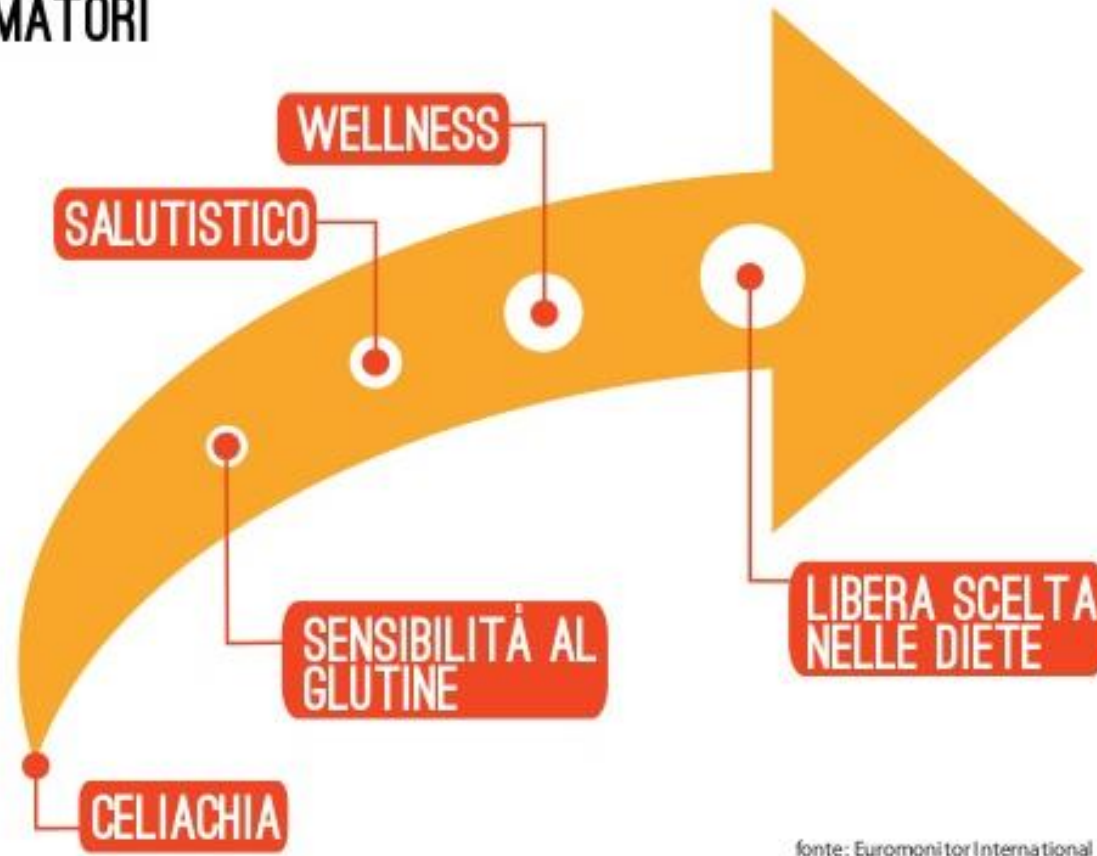 MATORI
WELLNESS
SALUTISTICO
SENSIBILITÀ AL
GLUTINE
LIBERA SCELTA
NELLE DIETE
CELIACHIA
fonte: Euromonitor International